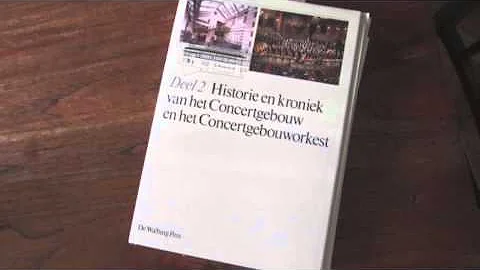 Deel 2 Historie en kroniek
van het Concertgebouw
en het Concertgebouworkest
De Walburg Pers